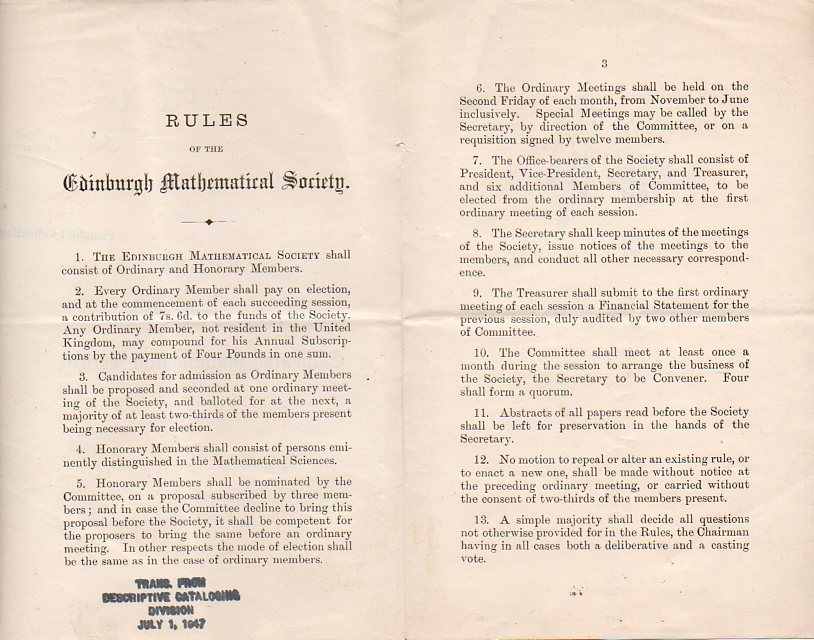 RULES
OF THE
Edinburgh Mathematical Society.
1. THE EDINBURGH MATHEMATICAL SOCIETY shall
consist of Ordinary and Honorary Members.
2. Every Ordinary Member shall pay on election,
and at the commencement of each succeeding session,
a contribution of 7s. 6d. to the funds of the Society.
Any Ordinary Member, not resident in the United
Kingdom, may compound for his Annual Subscrip-
tions by the payment of Four Pounds in one sum.
3. Candidates for admission as Ordinary Members
shall be proposed and seconded at one ordinary meet-
ing of the Society, and balloted for at the next, a
majority of at least two-thirds of the members present
being necessary for election.
4. Honorary Members shall consist of persons emi-
nently distinguished in the Mathematical Sciences.
5. Honorary Members shall be nominated by the
Committee, on a proposal subscribed by three mem-
bers; and in case the Committee decline to bring this
proposal before the Society, it shall be competent for
the proposers to bring the same before an ordinary
meeting. In other respects the mode of election shall
be the same as in the case of ordinary members.
TRANS. FROM
DESCRIPTIVE CATALOGING
DIVISION
JULY 1, 1947
3
6. The Ordinary Meetings shall be held on the
Second Friday of each month, from November to June
inclusively. Special Meetings may be called by the
Secretary, by direction of the Committee, or on a
requisition signed by twelve members.
7. The Office-bearers of the Society shall consist of
President, Vice-President, Secretary, and Treasurer,
and six additional Members of Committee, to be
elected from the ordinary membership at the first
ordinary meeting of each session.
8. The Secretary shall keep minutes of the meetings
of the Society, issue notices of the meetings to the
members, and conduct all other necessary correspond-
ence.
9. The Treasurer shall submit to the first ordinary
meeting of each session a Financial Statement for the
previous session, duly audited by two other members
of Committee.
10. The Committee shall meet at least once a
month during the session to arrange the business of
the Society, the Secretary to be Convener. Four
shall form a quorum.
11. Abstracts of all papers read before the Society
shall be left for preservation in the hands of the
Secretary.
12. No motion to repeal or alter an existing rule, or
to enact a new one, shall be made without notice at
the preceding ordinary meeting, or carried without
the consent of two-thirds of the members present.
13. A simple majority shall decide all questions
not otherwise provided for in the Rules, the Chairman
having in all cases both a deliberative and a casting
vote.